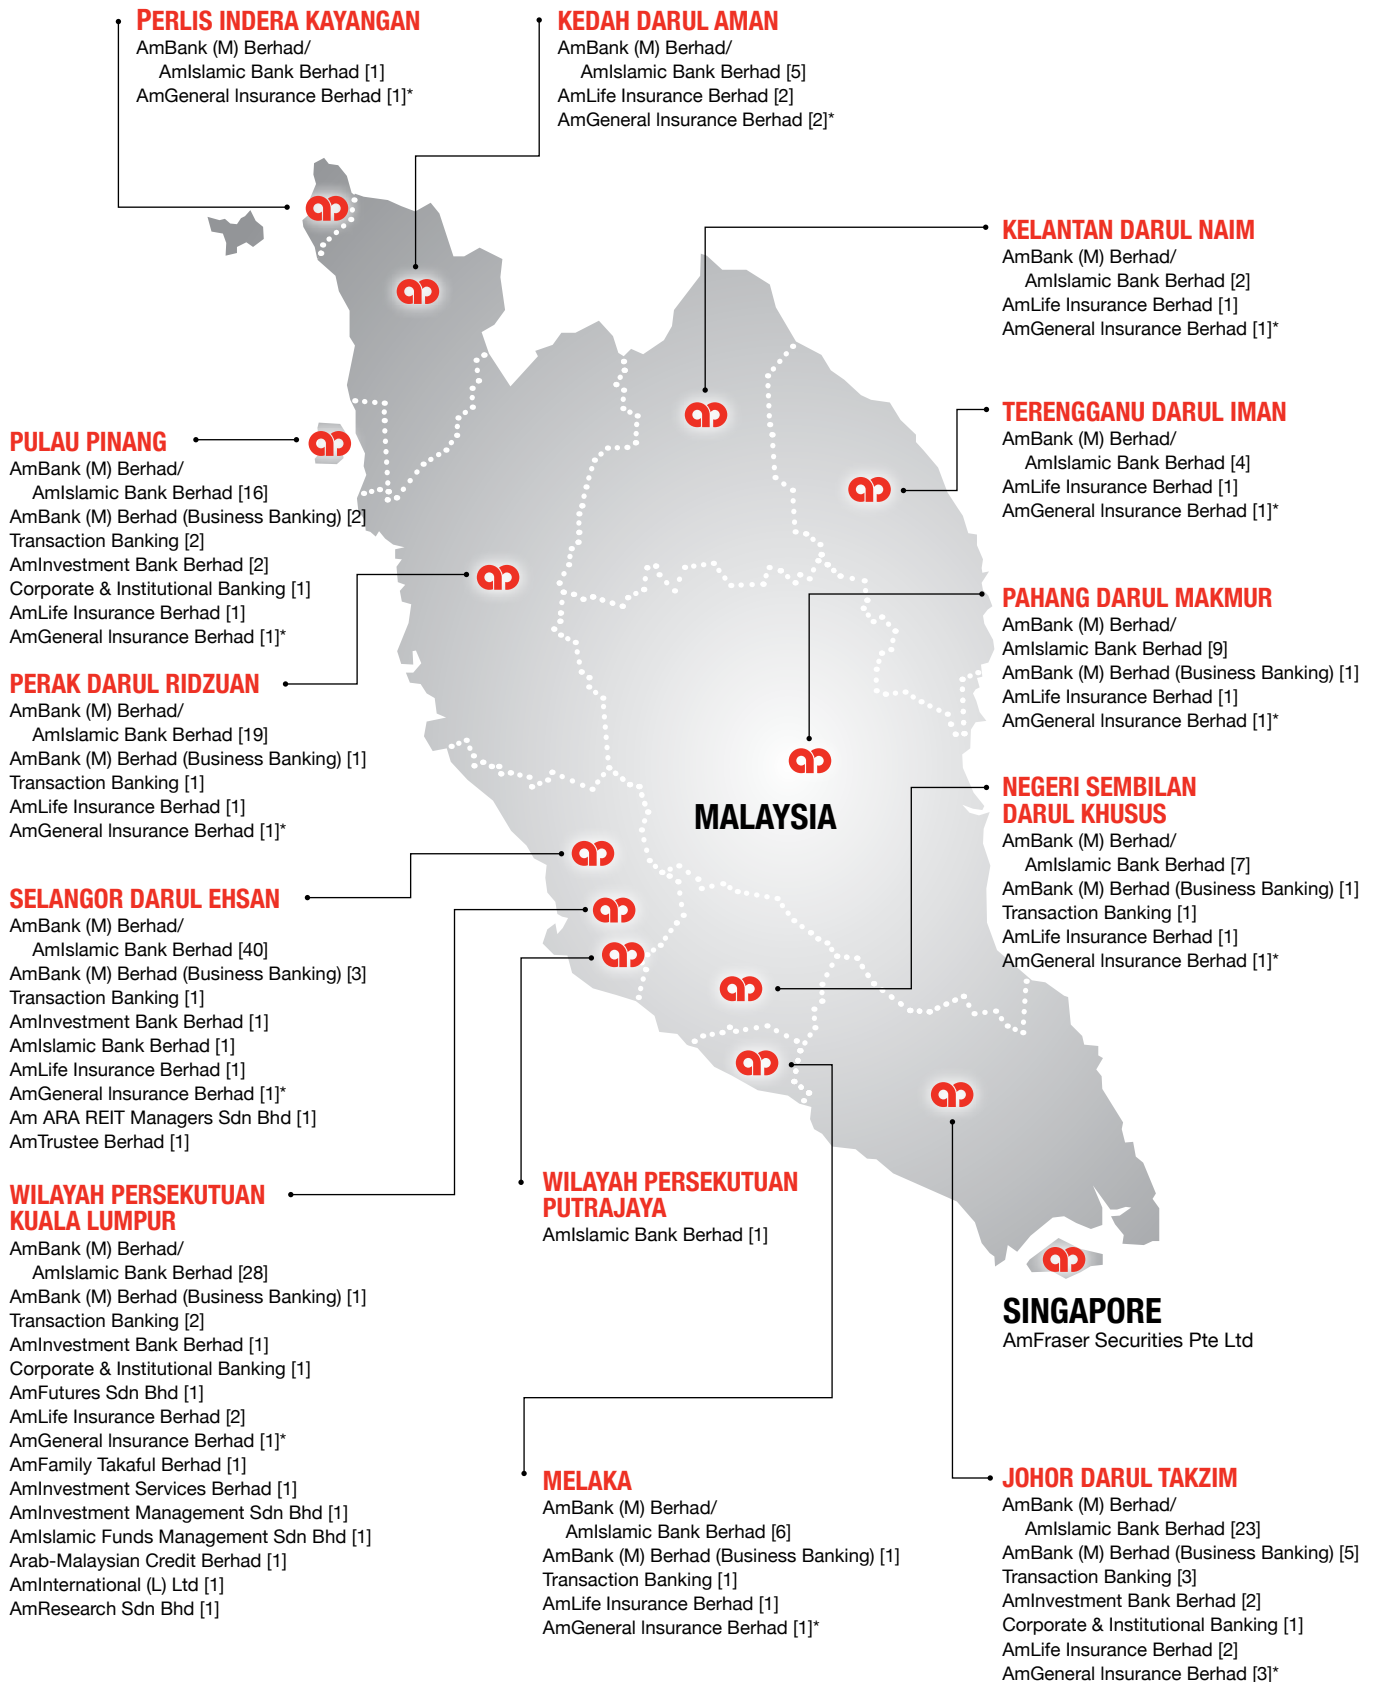 PERLIS INDERA KAYANGAN
AmBank (M) Berhad/
AmIslamic Bank Berhad [1]
AmGeneral Insurance Berhad [1]*
KEDAH DARUL AMAN
AmBank (M) Berhad/
AmIslamic Bank Berhad [5]
AmLife Insurance Berhad [2]
AmGeneral Insurance Berhad [2]*
KELANTAN DARUL NAIM
AmBank (M) Berhad/
AmIslamic Bank Berhad [2]
AmLife Insurance Berhad [1]
AmGeneral Insurance Berhad [1]*
TERENGGANU DARUL IMAN
AmBank (M) Berhad/
AmIslamic Bank Berhad [4]
AmLife Insurance Berhad [1]
AmGeneral Insurance Berhad [1]*
PULAU PINANG
AmBank (M) Berhad/
AmIslamic Bank Berhad [16]
AmBank (M) Berhad (Business Banking) [2]
Transaction Banking [2]
AmInvestment Bank Berhad [2]
Corporate & Institutional Banking [1]
AmLife Insurance Berhad [1]
AmGeneral Insurance Berhad [1]*
PAHANG DARUL MAKMUR
AmBank (M) Berhad/
AmIslamic Bank Berhad [9]
AmBank (M) Berhad (Business Banking) [1]
AmLife Insurance Berhad [1]
AmGeneral Insurance Berhad [1]*
PERAK DARUL RIDZUAN
AmBank (M) Berhad/
AmIslamic Bank Berhad [19]
AmBank (M) Berhad (Business Banking) [1]
Transaction Banking [1]
AmLife Insurance Berhad [1]
AmGeneral Insurance Berhad [1]*
MALAYSIA
NEGERI SEMBILAN
DARUL KHUSUS
AmBank (M) Berhad/
AmIslamic Bank Berhad [7]
AmBank (M) Berhad (Business Banking) [1]
Transaction Banking [1]
AmLife Insurance Berhad [1]
AmGeneral Insurance Berhad [1]*
SELANGOR DARUL EHSAN
AmBank (M) Berhad/
AmIslamic Bank Berhad [40]
AmBank (M) Berhad (Business Banking) [3]
Transaction Banking [1]
AmInvestment Bank Berhad [1]
AmIslamic Bank Berhad [1]
AmLife Insurance Berhad [1]
AmGeneral Insurance Berhad [1]*
Am ARA REIT Managers Sdn Bhd [1]
AmTrustee Berhad [1]
WILAYAH PERSEKUTUAN
KUALA LUMPUR
AmBank (M) Berhad/
AmIslamic Bank Berhad [28]
AmBank (M) Berhad (Business Banking) [1]
Transaction Banking [2]
AmInvestment Bank Berhad [1]
Corporate & Institutional Banking [1]
AmFutures Sdn Bhd [1]
AmLife Insurance Berhad [2]
AmGeneral Insurance Berhad [1]*
AmFamily Takaful Berhad [1]
AmInvestment Services Berhad [1]
AmInvestment Management Sdn Bhd [1]
AmIslamic Funds Management Sdn Bhd [1]
Arab-Malaysian Credit Berhad [1]
AmInternational (L) Ltd [1]
AmResearch Sdn Bhd [1]
WILAYAH PERSEKUTUAN
PUTRAJAYA
AmIslamic Bank Berhad [1]
SINGAPORE
AmFraser Securities Pte Ltd
MELAKA
AmBank (M) Berhad/
AmIslamic Bank Berhad [6]
AmBank (M) Berhad (Business Banking) [1]
Transaction Banking [1]
AmLife Insurance Berhad [1]
AmGeneral Insurance Berhad [1]*
JOHOR DARUL TAKZIM
AmBank (M) Berhad/
AmIslamic Bank Berhad [23]
AmBank (M) Berhad (Business Banking) [5]
Transaction Banking [3]
AmInvestment Bank Berhad [2]
Corporate & Institutional Banking [1]
AmLife Insurance Berhad [2]
AmGeneral Insurance Berhad [3]*